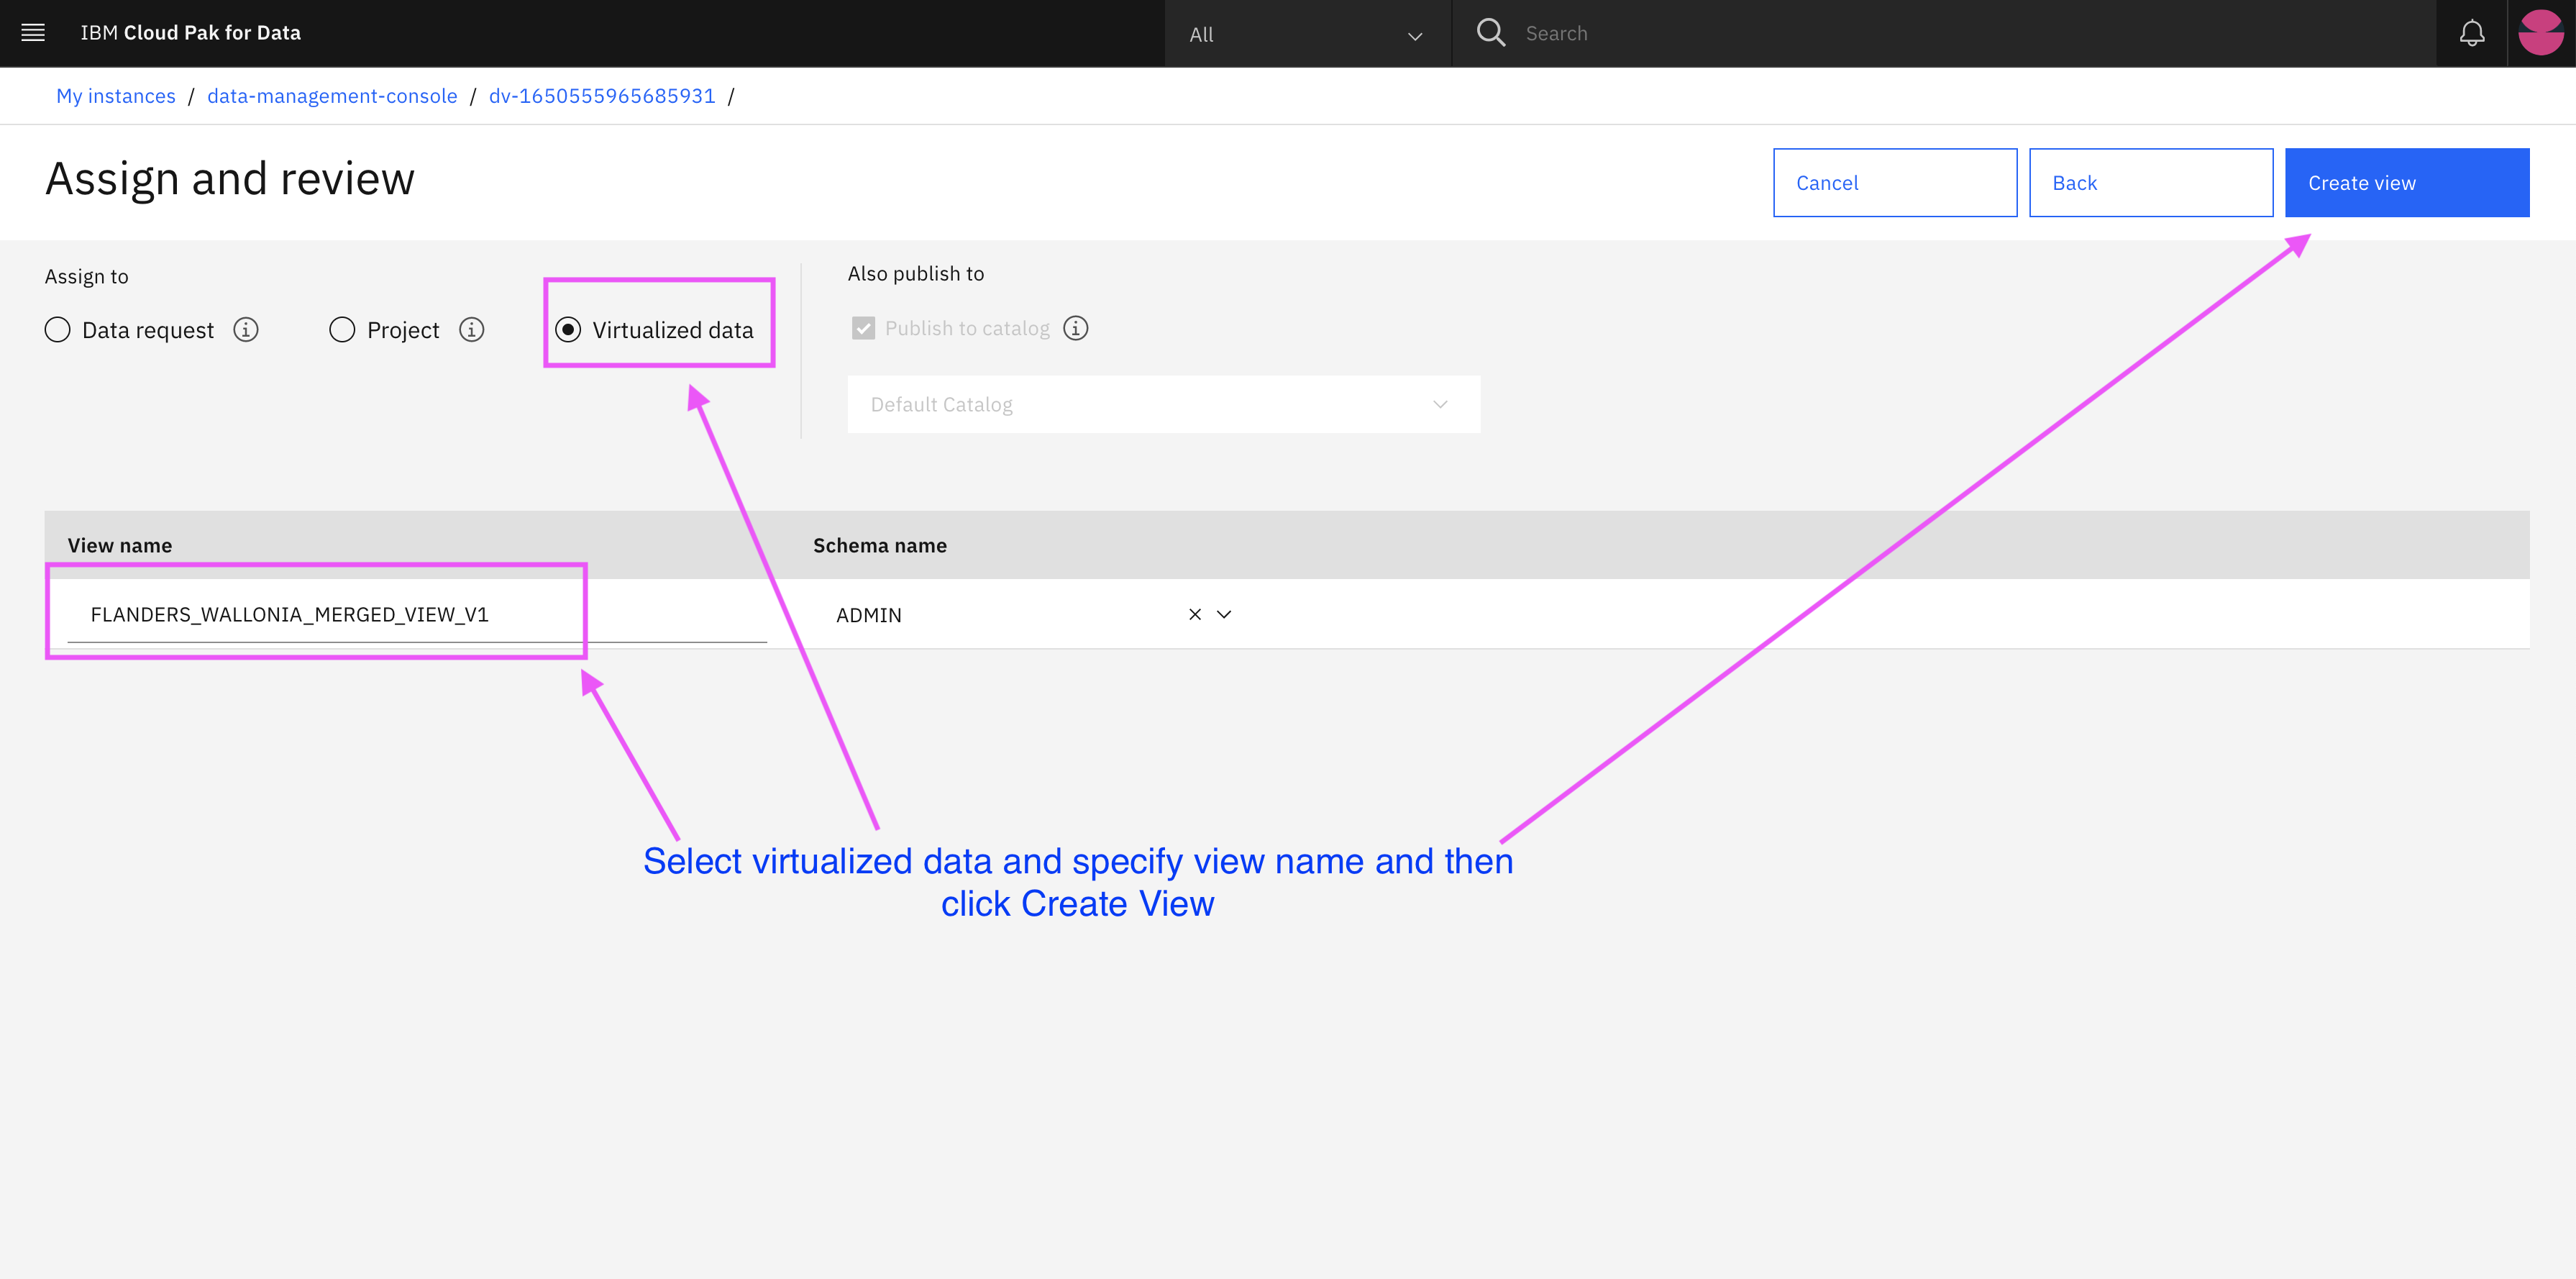 IBM Cloud Pak for Data
All
Search
My instances / data-management-console / dv-1650555965685931 /
Assign and review
Cancel
Back
Create view
Assign to
Data request
Project
Virtualized data
Also publish to
Publish to catalog
Default Catalog
View name
Schema name
FLANDERS_WALLONIA_MERGED_VIEW_V1
ADMIN
Select virtualized data and specify view name and then
click Create View